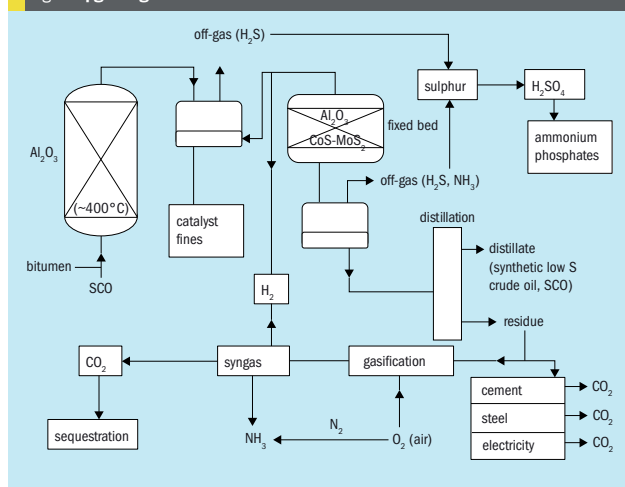 off-gas (H₂S)
sulphur
H₂SO₄
Al₂O₃
CoS-MoS₂
fixed bed
ammonium
phosphates
Al₂O₃
(~400°C)
catalyst
fines
off-gas (H₂S, NH₃)
distillation
distillate
(synthetic low S
crude oil, SCO)
bitumen
SCO
H₂
residue
CO₂
syngas
gasification
cement
CO₂
steel
CO₂
electricity
CO₂
sequestration
NH₃
N₂
O₂ (air)